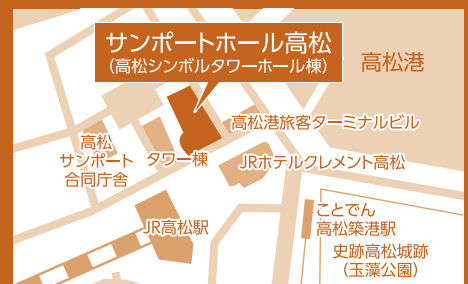 サンポートホール高松
（高松シンボルタワーホール棟）
高松港
高松港旅客ターミナルビル
高松
サンポート
合同庁舎
タワー棟
JRホテルクレメント高松
JR高松駅
ことでん
高松築港駅
史跡高松城跡
（玉藻公園）